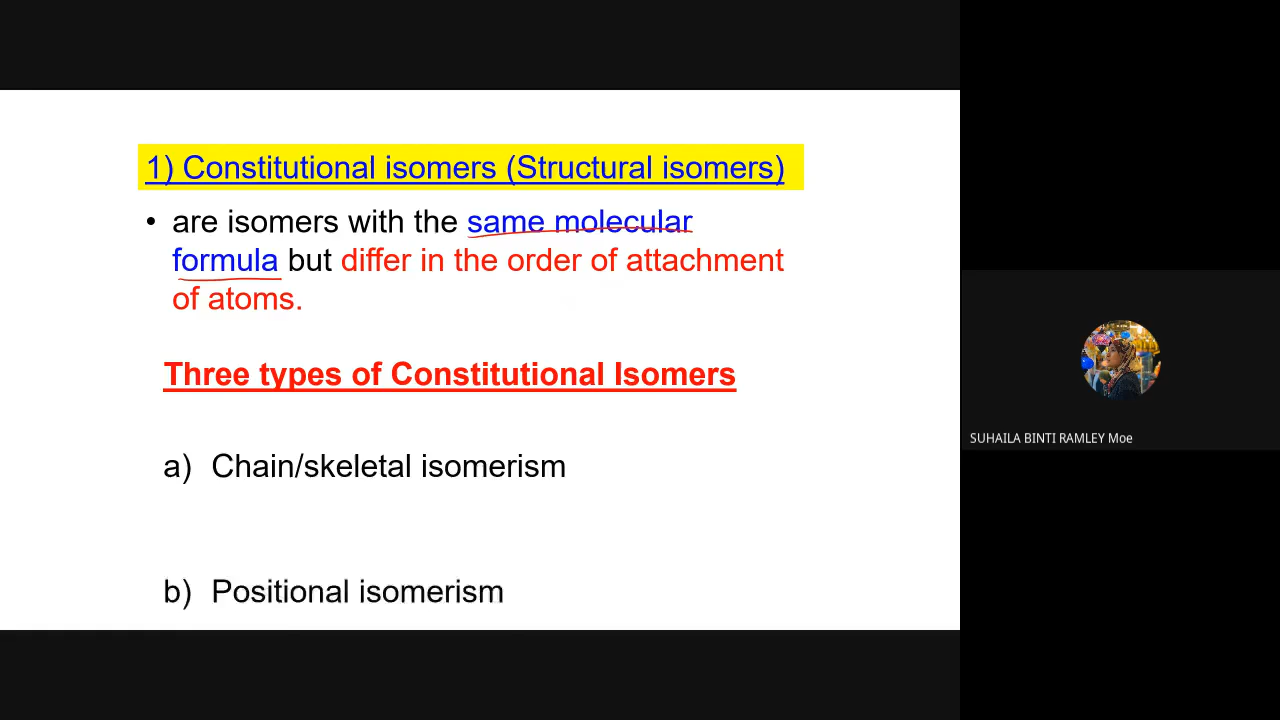 1) Constitutional isomers (Structural isomers)
• are isomers with the same molecular
formula but differ in the order of attachment
of atoms.
Three types of Constitutional Isomers
a) Chain/skeletal isomerism
b) Positional isomerism
SUHAILA BINTI RAMLEY Moe